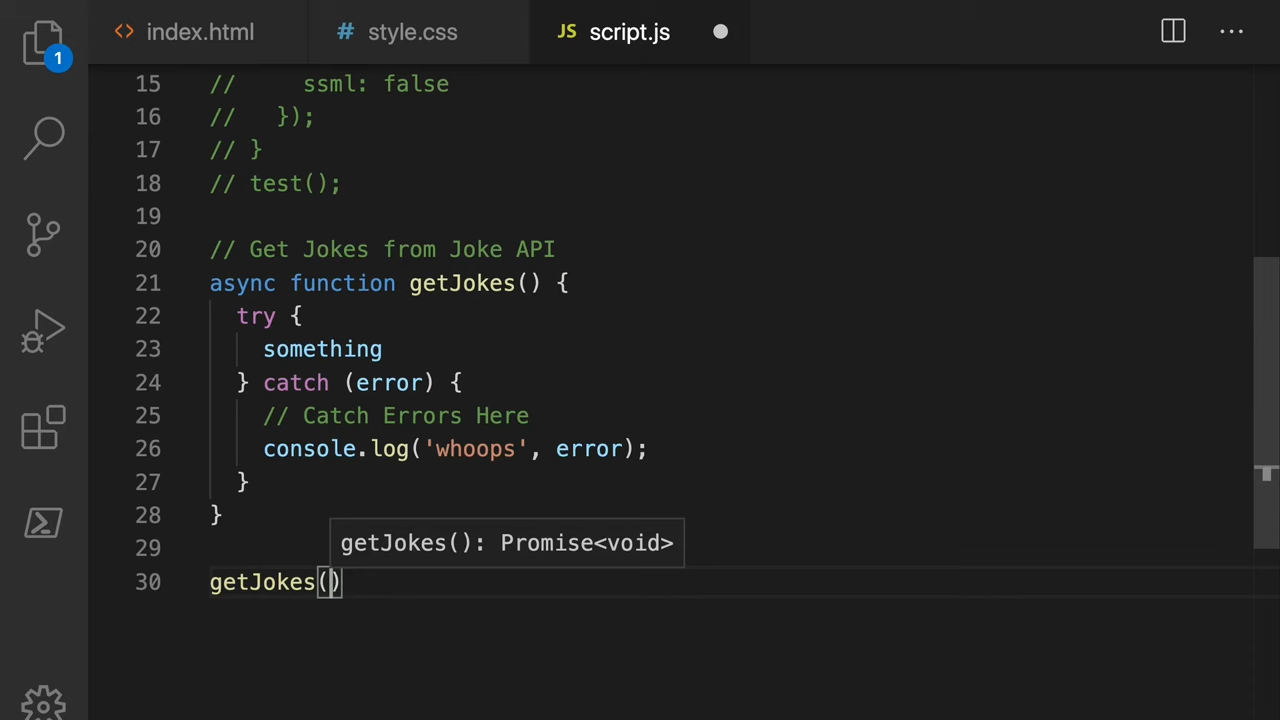 index.html
style.css
JS script.js
1
15 // ssml: false
16 // });
17 // }
18 // test();
19
20 // Get Jokes from Joke API
21 async function getJokes() {
22 try {
23 something
24 } catch (error) {
25 // Catch Errors Here
26 console.log('whoops', error);
27 }
28 }
29
getJokes(): Promise<void>
30 getJokes()